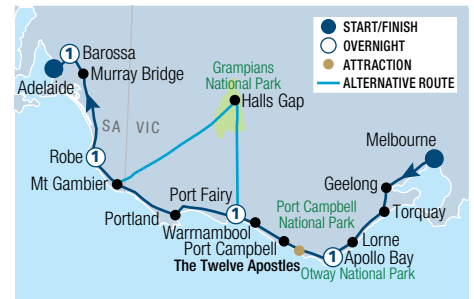 START/FINISH
1 OVERNIGHT
ATTRACTION
ALTERNATIVE ROUTE
1 Barossa
Murray Bridge
Adelaide
Grampians
National Park
Halls Gap
SA VIC
Melbourne
Robe 1
Mt Gambier
Geelong
Port Fairy
1
Port Campbell
National Park
Torquay
Portland
Warnambool
Port Campbell
Lorne
The Twelve Apostles
1 Apollo Bay
Otway National Park